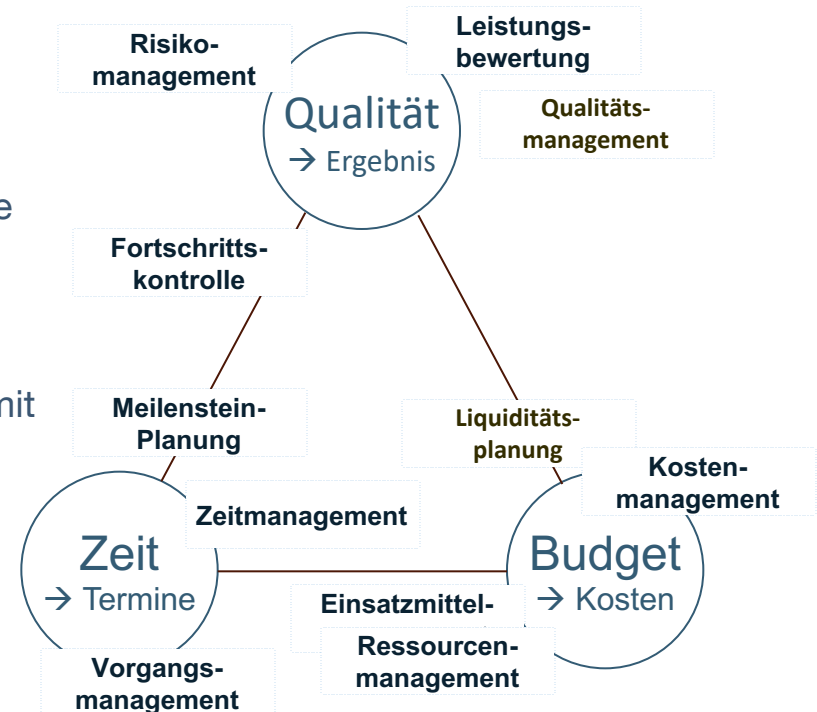 Risiko-
management
Leistungs-
bewertung
Qualität
→ Ergebnis
Qualitäts-
management
e
Fortschritts-
kontrolle
mit
Meilenstein-
Planung
Liquiditäts-
planung
Kosten-
management
Zeitmanagement
Zeit
→ Termine
Budget
→ Kosten
Einsatzmittel-
Ressourcen-
management
Vorgangs-
management